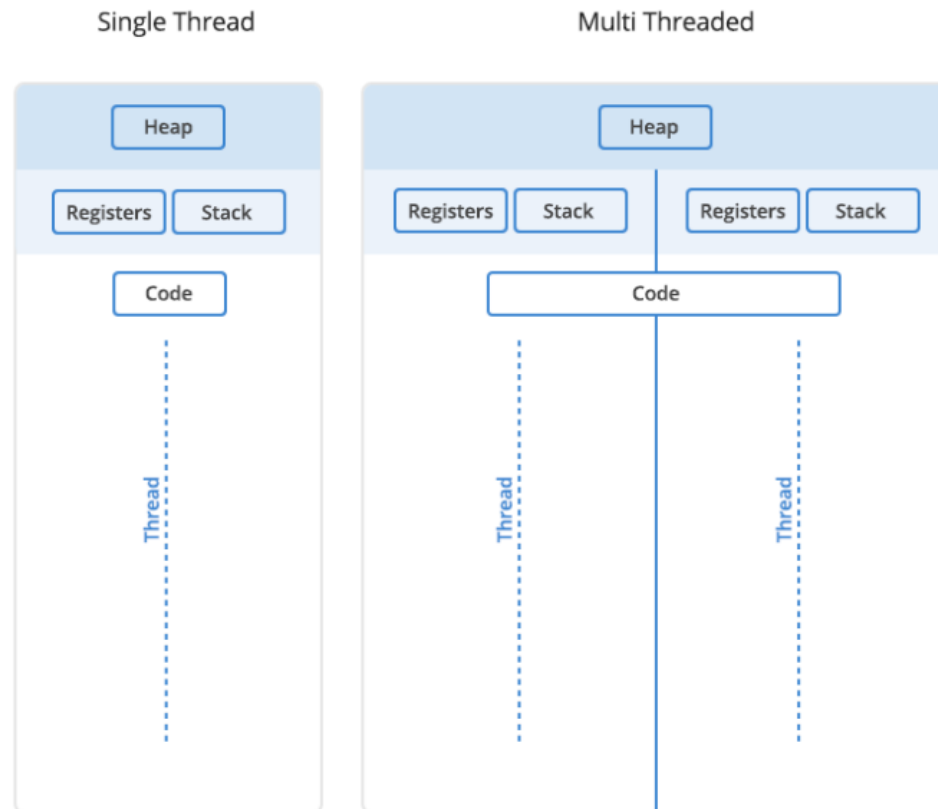 Single Thread
Multi Threaded
Heap
Heap
Registers
Stack
Registers
Stack
Registers
Stack
Code
Code
Thread
Thread
Thread